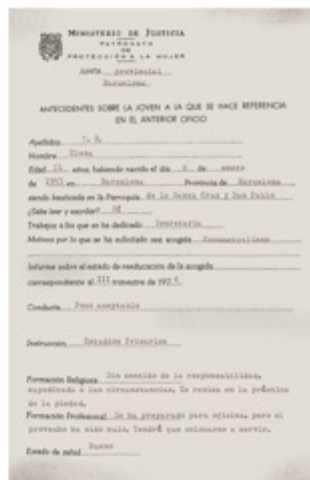 MINISTERIO DE JUSTICIA
PATRONATO
DE
PROTECCIÓN A LA MUJER
JUNTA provincial
Barcelona
ANTECEDENTES SOBRE LA JOVEN A LA QUE SE HACE REFERENCIA
EN EL ANTERIOR OFICIO
Apellidos
Nombre Elena
Edad 21 años, habiendo nacido el día de enero
de 1953 en Barcelona Provincia de Barcelona
siendo bautizada en la Parroquia de la Santa Cruz y San Pablo
¿Sabe leer y escribir? Sí
Trabajos a los que se ha dedicado Secretaria
Motivos por lo que se ha solicitado sea acogida
Informe sobre el estado de reeducación de la acogida
correspondiente al III trimestre de 197
Conducta Poco aceptable
Instrucción Estudios Primarios
Formación Religiosa Sin sentido de la responsabilidad,
supeditada a las circunstancias. Es reacia en la práctica
de la piedad.
Formación Profesional Se ha preparado para oficina, pero el
provecho ha sido malo. Tendrá que colocarse a servir.
Estado de salud Bueno